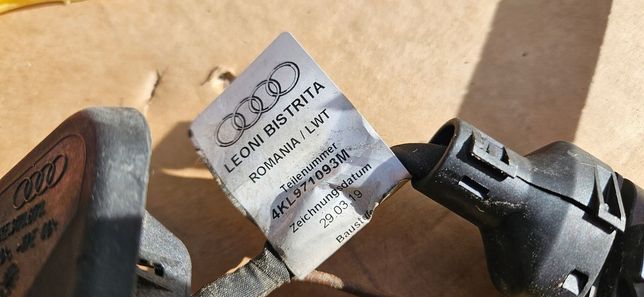 LEONI BISTRITA
ROMANIA / LWT
Teilenummer
4KL971093M
Zeichnungsdatum
29.03.19